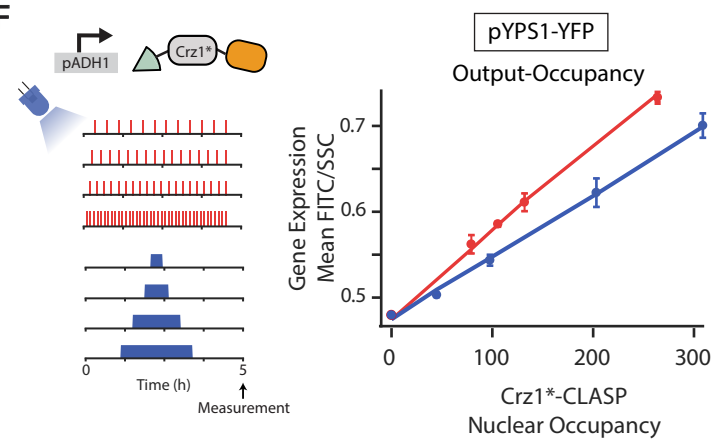 pADH1
Crz1*
0
5
Time (h)
Measurement
pYPS1-YFP
Output-Occupancy
Gene Expression
Mean FITC/SSC
0.7
0.6
0.5
0
100
200
300
Crz1*-CLASP
Nuclear Occupancy